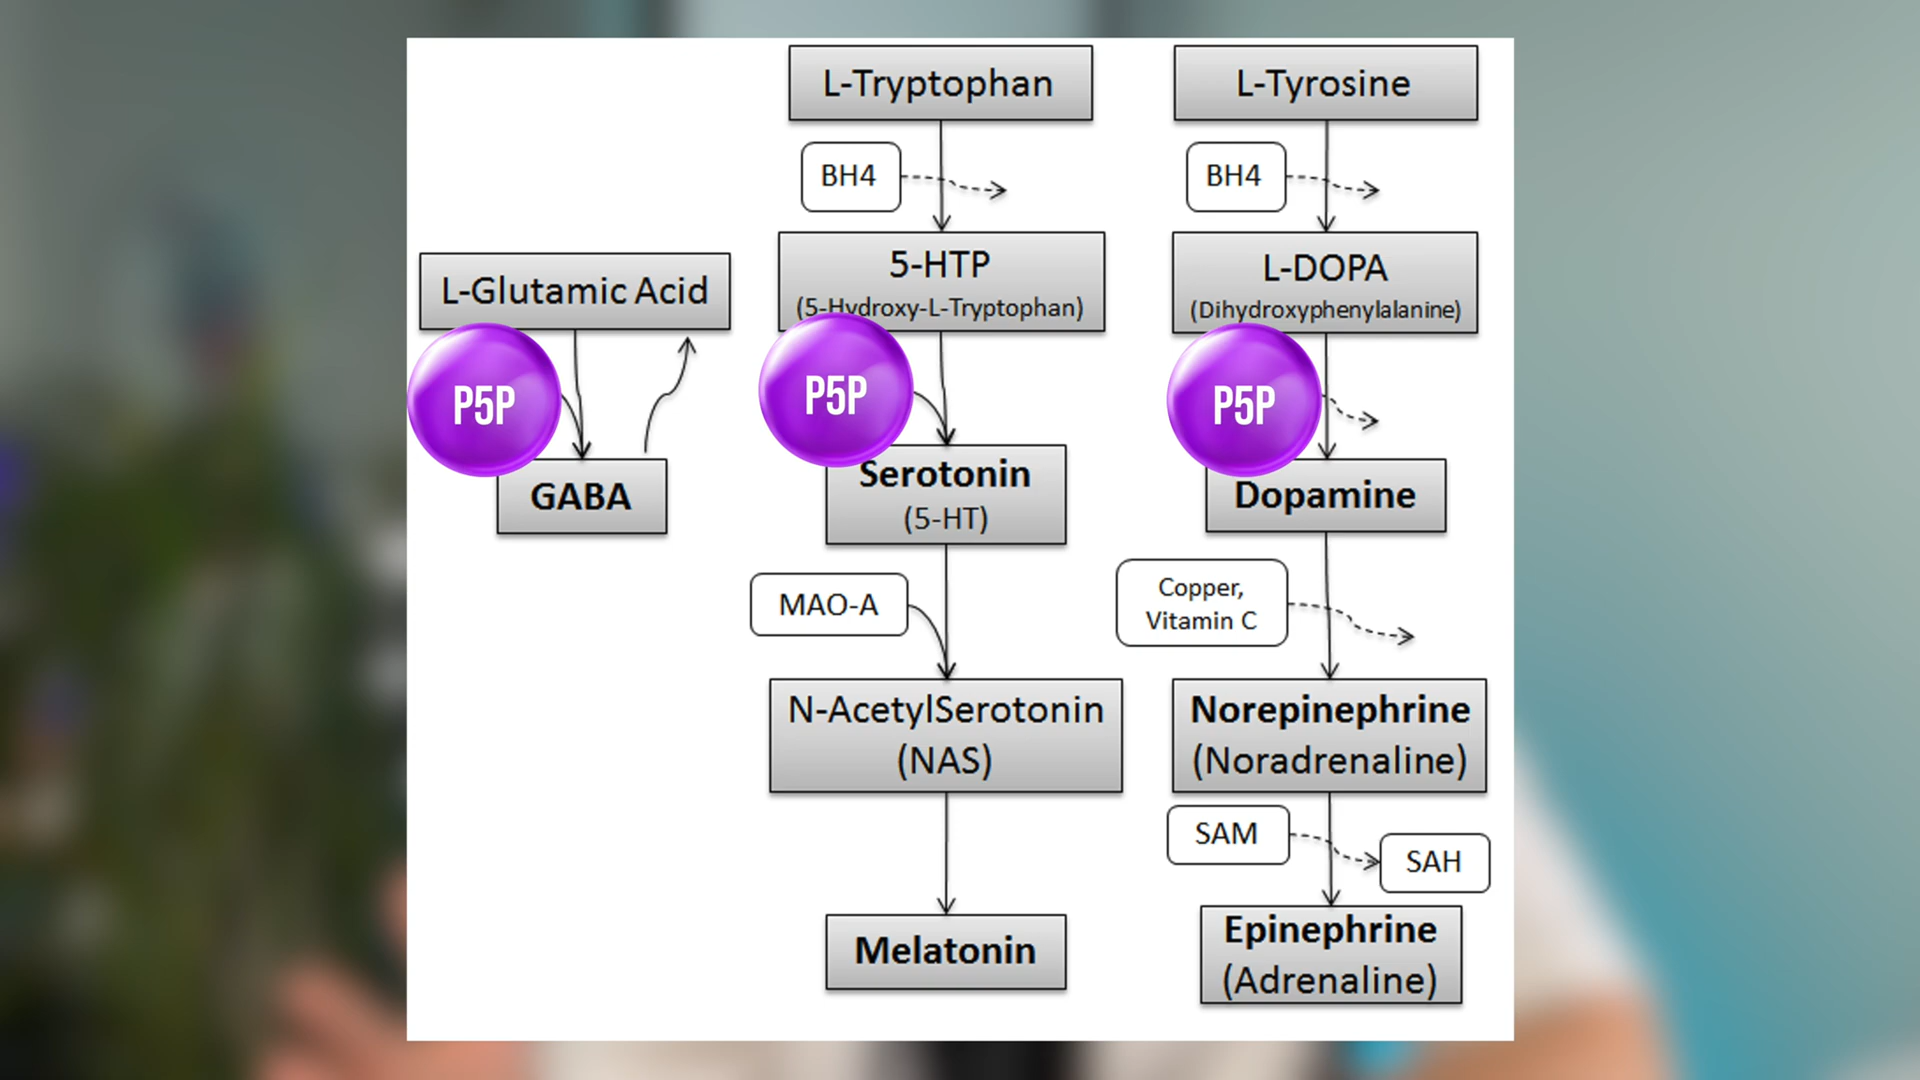 L-Glutamic Acid
P5P
GABA
L-Tryptophan
BH4
5-HTP
(5-Hydroxy-L-Tryptophan)
P5P
Serotonin
(5-HT)
MAO-A
N-AcetylSerotonin
(NAS)
Melatonin
L-Tyrosine
BH4
L-DOPA
(Dihydroxyphenylalanine)
P5P
Dopamine
Copper,
Vitamin C
Norepinephrine
(Noradrenaline)
SAM
SAH
Epinephrine
(Adrenaline)